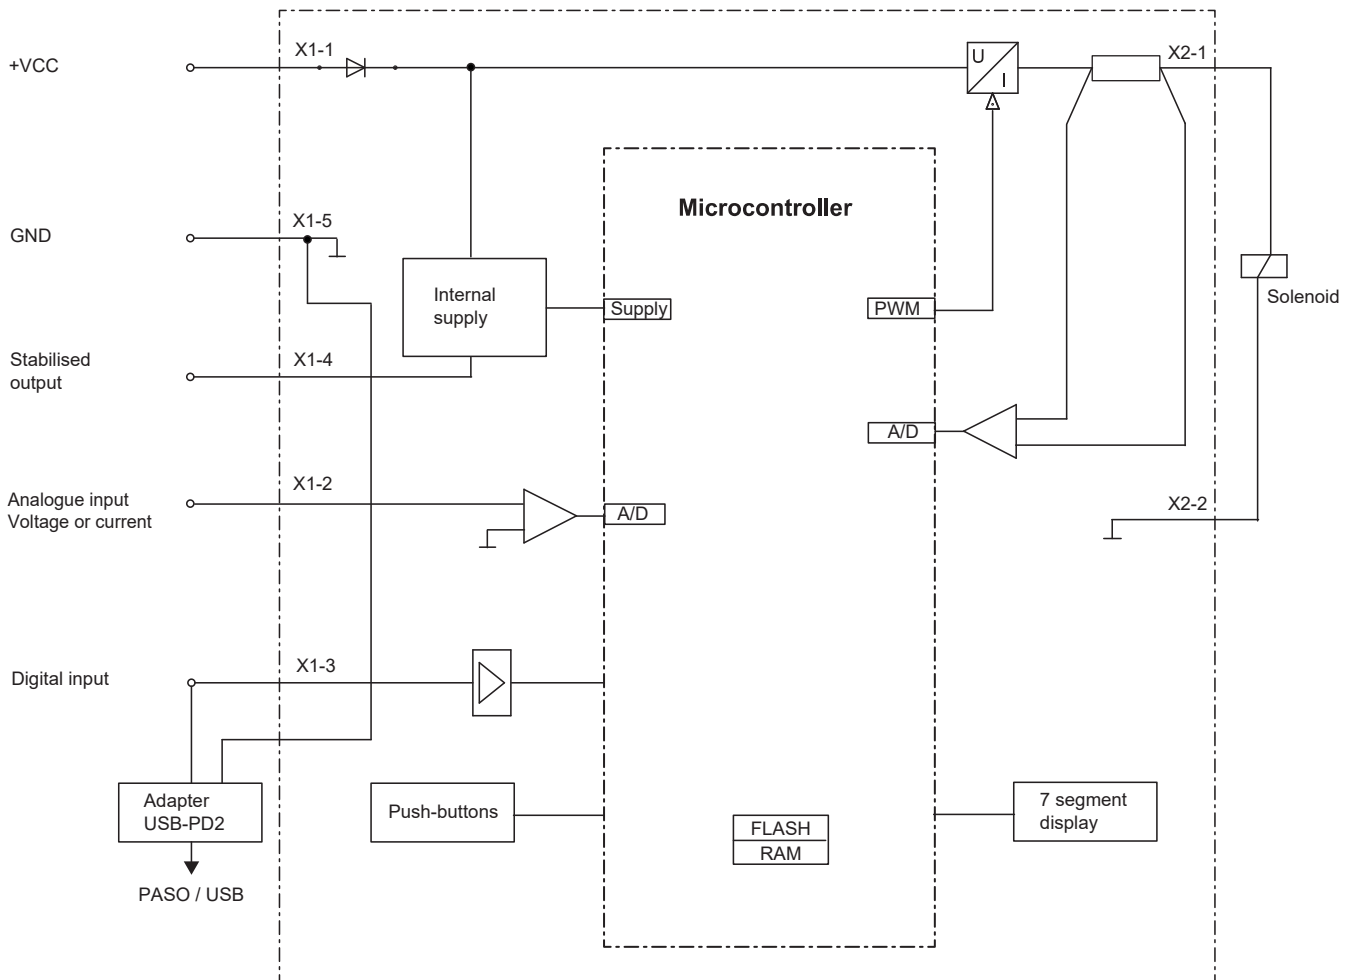 +VCC
X1-1
U
I
X2-1
Microcontroller
GND
X1-5
Internal
supply
Supply
PWM
Solenoid
Stabilised
output
X1-4
A/D
Analogue input
Voltage or current
X1-2
A/D
X2-2
Digital input
X1-3
Adapter
USB-PD2
PASO / USB
Push-buttons
FLASH
RAM
7 segment
display